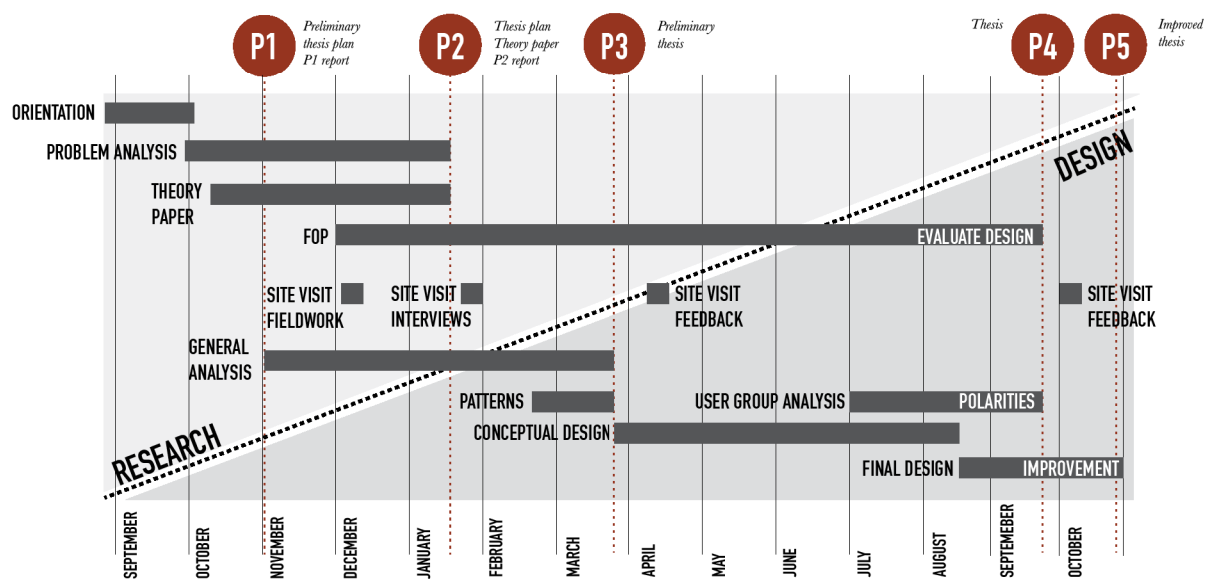 P1
Preliminary
thesis plan
P1 report
P2
Thesis plan
Theory paper
P2 report
P3
Preliminary
thesis
Thesis
P4
P5
Improved
thesis
ORIENTATION
PROBLEM ANALYSIS
THEORY
PAPER
FOP
EVALUATE DESIGN
DESIGN
SITE VISIT
FIELDWORK
SITE VISIT
INTERVIEWS
SITE VISIT
FEEDBACK
SITE VISIT
FEEDBACK
GENERAL
ANALYSIS
PATTERNS
USER GROUP ANALYSIS
POLARITIES
CONCEPTUAL DESIGN
RESEARCH
FINAL DESIGN
IMPROVEMENT
SEPTEMBER
OCTOBER
NOVEMBER
DECEMBER
JANUARY
FEBRUARY
MARCH
APRIL
MAY
JUNE
JULY
AUGUST
SEPTEMEBER
OCTOBER